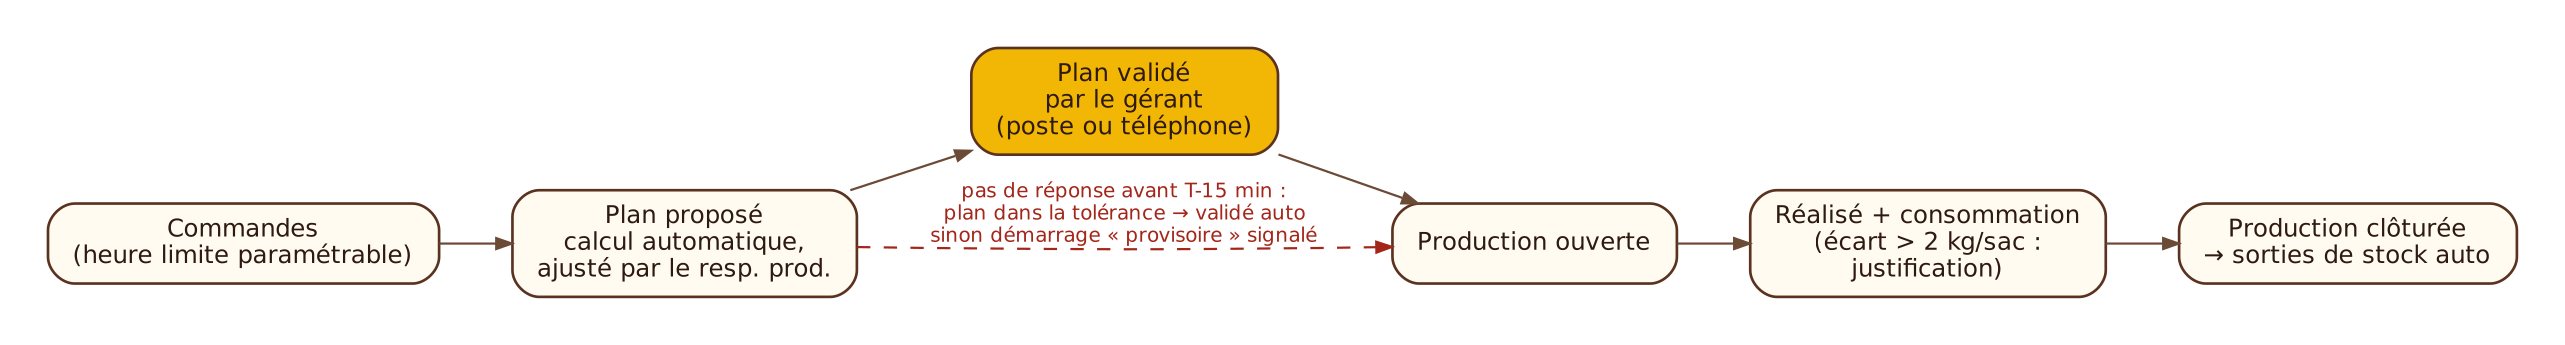 Commandes
(heure limite paramétrable)
Plan proposé
calcul automatique,
ajusté par le resp. prod.
Plan validé
par le gérant
(poste ou téléphone)
pas de réponse avant T-15 min :
plan dans la tolérance → validé auto
sinon démarrage « provisoire » signalé
Production ouverte
Réalisé + consommation
(écart > 2 kg/sac :
justification)
Production clôturée
→ sorties de stock auto